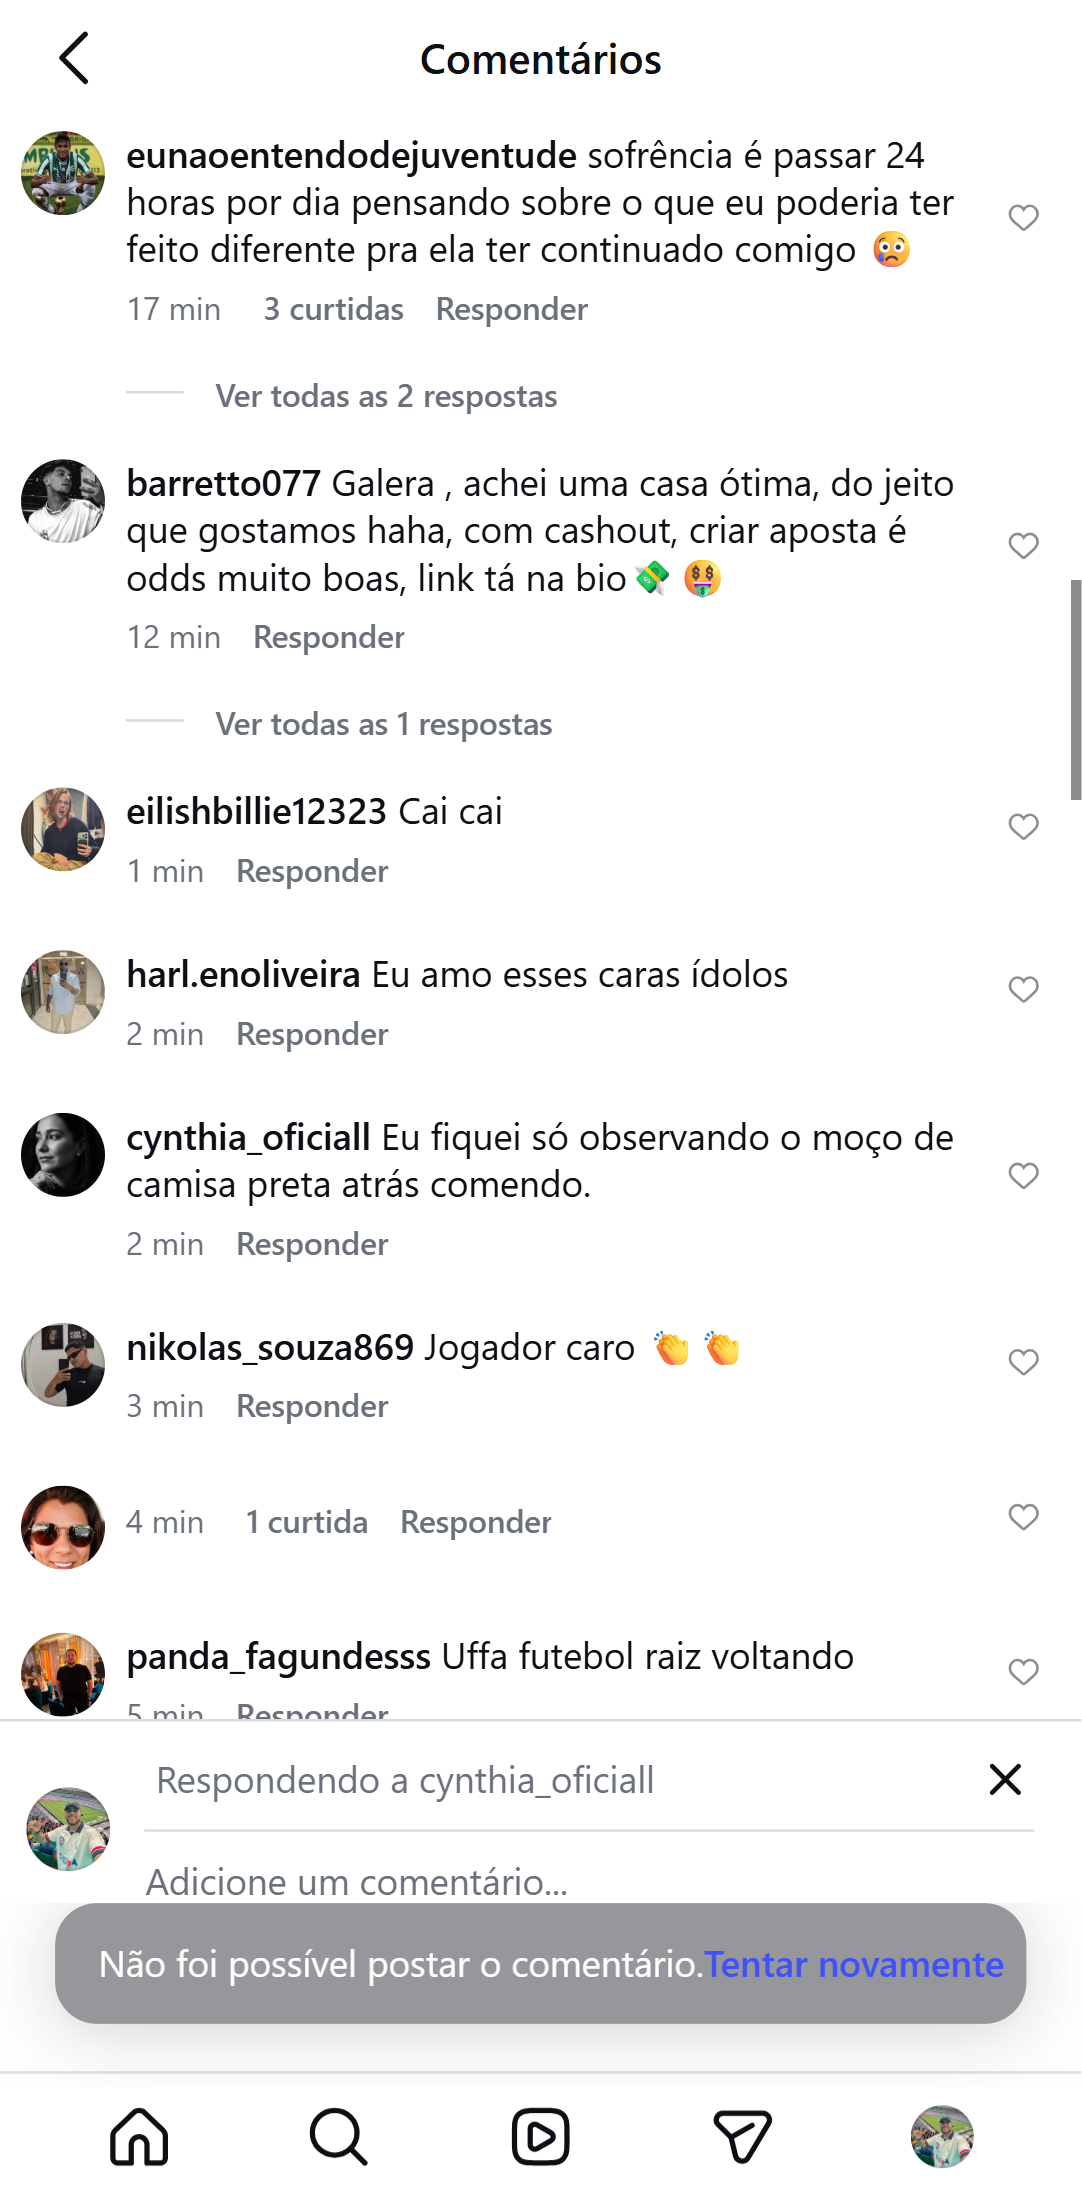 Comentários
eunaoentendodejuventude sofrência é passar 24
horas por dia pensando sobre o que eu poderia ter
feito diferente pra ela ter continuado comigo 😢
17 min 3 curtidas Responder
Ver todas as 2 respostas
barretto077 Galera , achei uma casa ótima, do jeito
que gostamos haha, com cashout, criar aposta é
odds muito boas, link tá na bio💸 🤑
12 min Responder
Ver todas as 1 respostas
eilishbillie12323 Cai cai
1 min Responder
harl.enoliveira Eu amo esses caras ídolos
2 min Responder
cynthia_oficiall Eu fiquei só observando o moço de
camisa preta atrás comendo.
2 min Responder
nikolas_souza869 Jogador caro 👏 👏
3 min Responder
4 min 1 curtida Responder
panda_fagundesss Uffa futebol raiz voltando
5 min Responder
Respondendo a cynthia_oficiall
Adicione um comentário...
Não foi possível postar o comentário.Tentar novamente